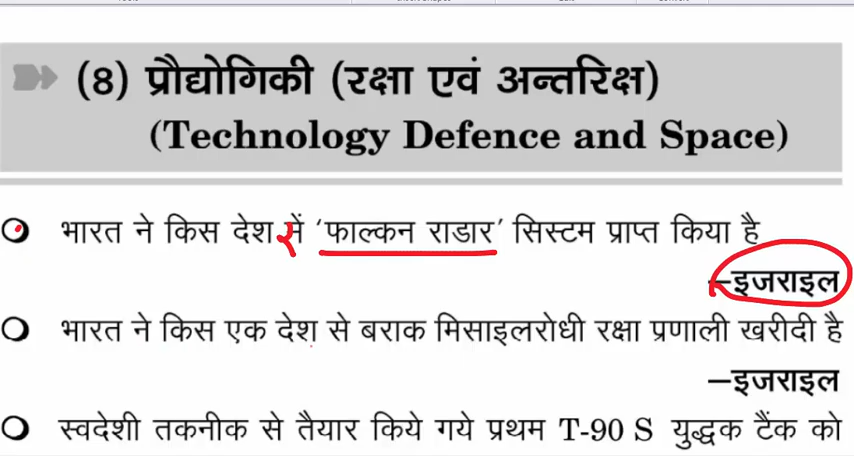 (8) प्रौद्योगिकी (रक्षा एवं अन्तरिक्ष)
(Technology Defence and Space)
भारत ने किस देश में ‘फाल्कन राडार’ सिस्टम प्राप्त किया है
–इजराइल
भारत ने किस एक देश से बराक मिसाइलरोधी रक्षा प्रणाली खरीदी है
–इजराइल
स्वदेशी तकनीक से तैयार किये गये प्रथम T-90 S युद्धक टैंक को